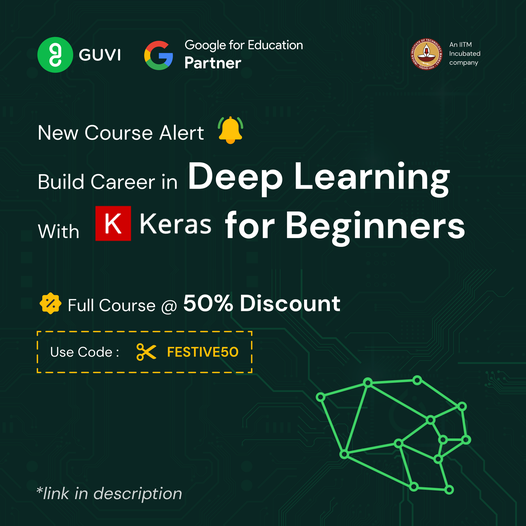 GUVI
Google for Education
Partner
An IITM
Incubated
company
New Course Alert
Build Career in Deep Learning
With K Keras for Beginners
Full Course @ 50% Discount
Use Code : FESTIVE50
*link in description